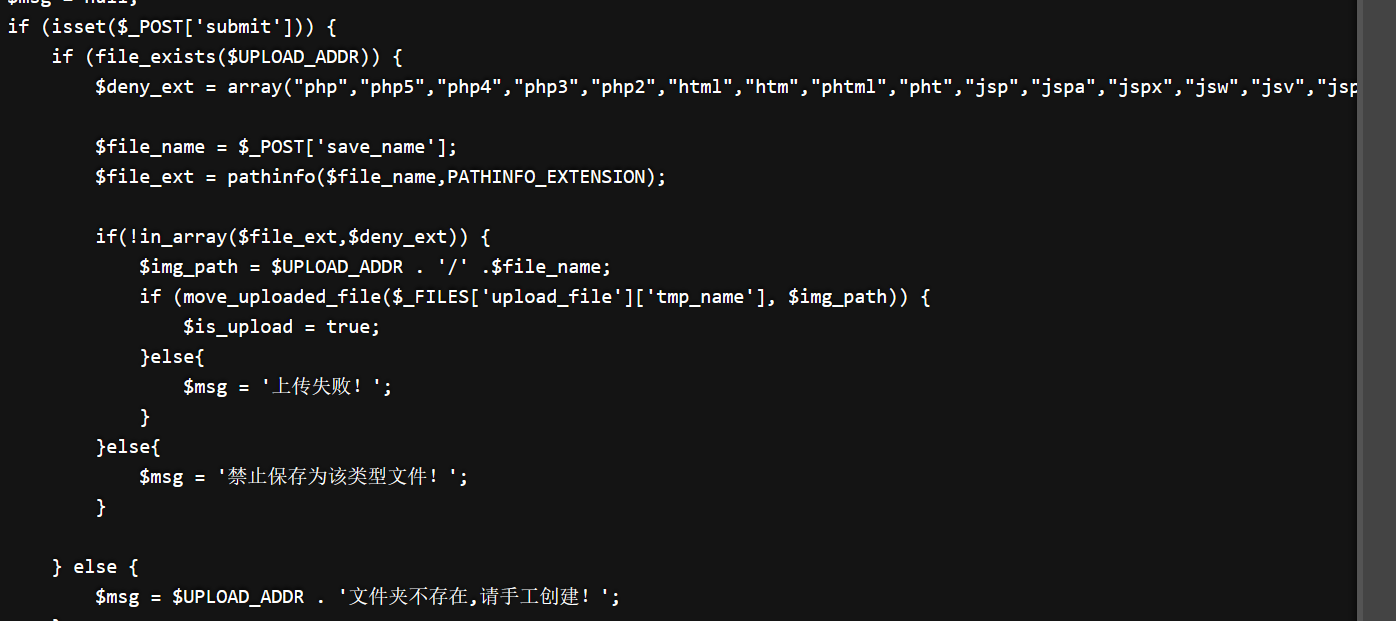 $msg = null;
if (isset($_POST['submit'])) {
    if (file_exists($UPLOAD_ADDR)) {
        $deny_ext = array("php","php5","php4","php3","php2","html","htm","phtml","pht","jsp","jspa","jspx","jsw","jsv","jsp
        $file_name = $_POST['save_name'];
        $file_ext = pathinfo($file_name,PATHINFO_EXTENSION);
        if(!in_array($file_ext,$deny_ext)) {
            $img_path = $UPLOAD_ADDR . '/' .$file_name;
            if (move_uploaded_file($_FILES['upload_file']['tmp_name'], $img_path)) {
                $is_upload = true;
            }else{
                $msg = '上传失败！';
            }
        }else{
            $msg = '禁止保存为该类型文件！';
        }
    } else {
        $msg = $UPLOAD_ADDR . '文件夹不存在,请手工创建！';